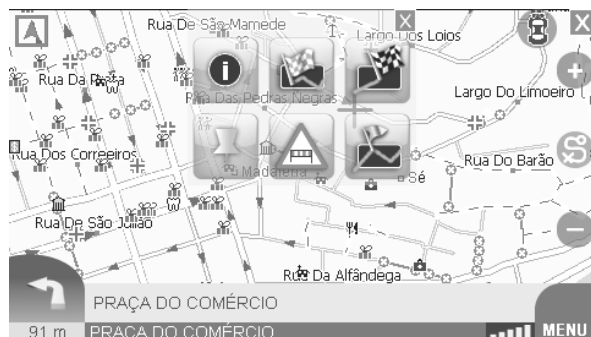 Rua De São Mamede
Largo Dos Loios
Rua Da Prata
Rua Das Pedras Negras
Largo Do Limoeiro
Rua Dos Correeiros
Madalena
Sé
Rua Do Barão
Rua De São Julião
Rua Da Alfândega
PRAÇA DO COMÉRCIO
91 m
PRAÇA DO COMÉRCIO
MENU